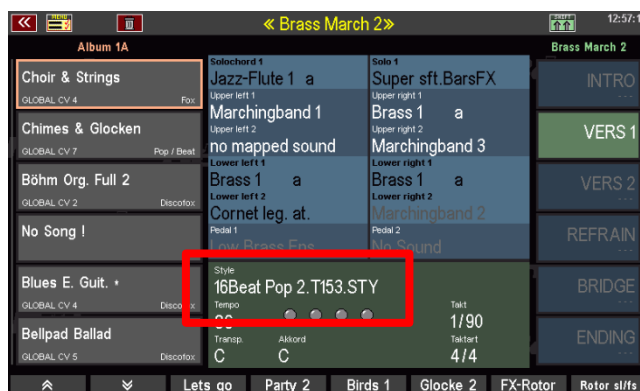 MENU
« Brass March 2»
SHIFT
12:57:1
Album 1A
Brass March 2
Choir & Strings
GLOBAL CV 4 Fox
Chimes & Glocken
GLOBAL CV 7 Pop / Beat
Böhm Org. Full 2
GLOBAL CV 2 Discofox
No Song !
Blues E. Guit. *
GLOBAL CV 4 Discofox
Bellpad Ballad
GLOBAL CV 5 Discofox
Solochord 1
Jazz-Flute 1 a
Solo 1
Super sft.BarsFX
Upper left 1
Marchingband 1
Upper right 1
Brass 1 a
Upper left 2
no mapped sound
Upper right 2
Marchingband 3
Lower left 1
Brass 1 a
Lower right 1
Brass 1 a
Lower left 2
Cornet leg. at.
Lower right 2
Marchingband 2
Pedal 1
Low Brass Ens
Pedal 2
No Sound
Style
16Beat Pop 2.T153.STY
Tempo
Takt
1/90
Transp.
C
Akkord
C
Taktart
4/4
INTRO
VERS 1
VERS 2
REFRAIN
BRIDGE
ENDING
Lets go
Party 2
Birds 1
Glocke 2
FX-Rotor
Rotor sl/fs